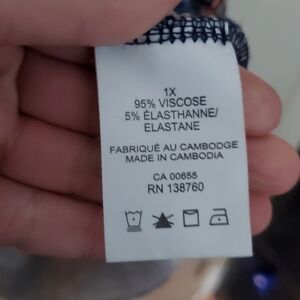 1X
95% VISCOSE
5% ÉLASTHANNE/
ELASTANE
FABRIQUÉ AU CAMBODGE
MADE IN CAMBODIA
CA 00655
RN 138760